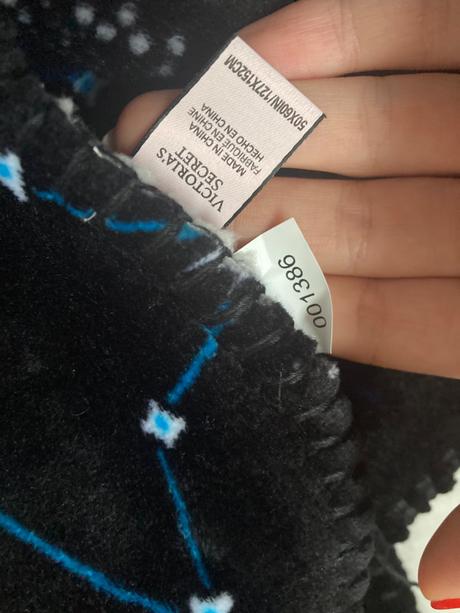 VICTORIA'S
SECRET
MADE IN CHINA
FABRIQUÉ EN CHINE
HECHO EN CHINA
50X60IN/127X152CM
001386